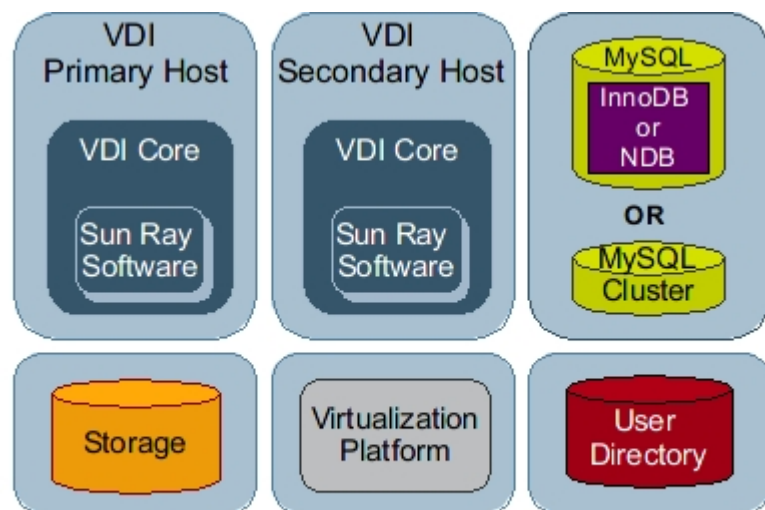 VDI
Primary Host
VDI Core
Sun Ray
Software
VDI
Secondary Host
VDI Core
Sun Ray
Software
MySQL
InnoDB
or
NDB
OR
MySQL
Cluster
Storage
Virtualization
Platform
User
Directory